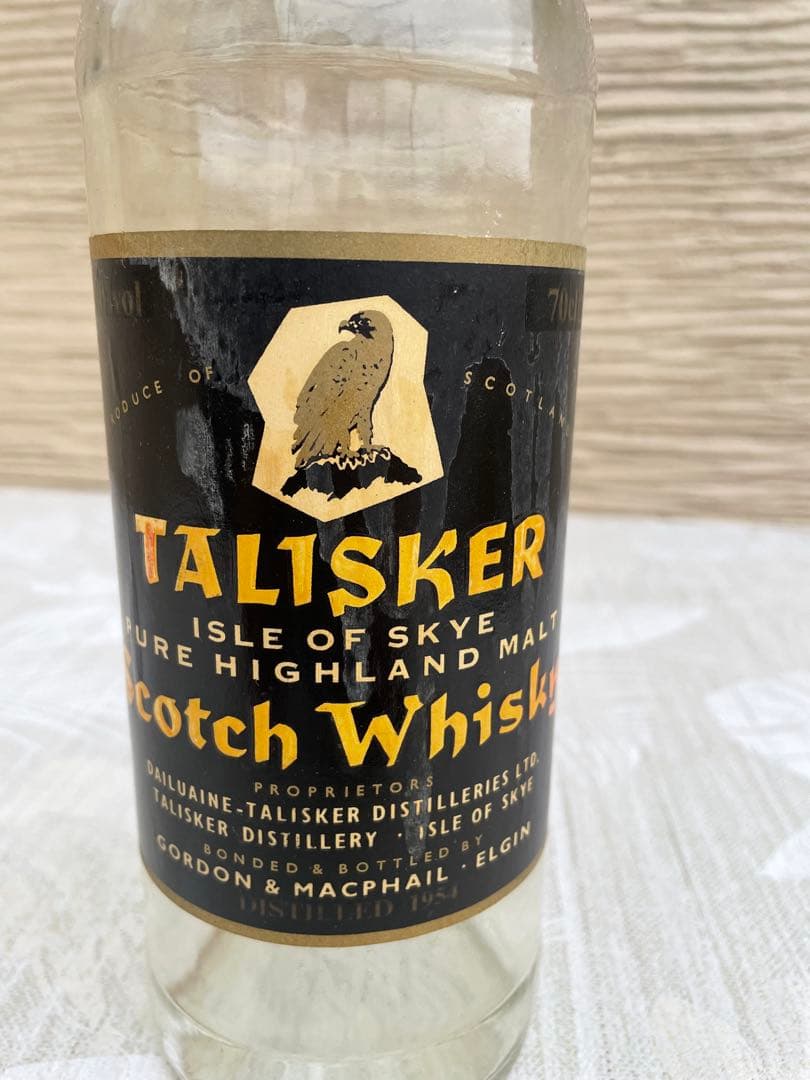 vol
PRODUCE OF SCOTLAND
TALISKER
ISLE OF SKYE
PURE HIGHLAND MALT
Scotch Whisky
PROPRIETORS
DAILUAINE-TALISKER DISTILLERIES LTD.
TALISKER DISTILLERY · ISLE OF SKYE
BONDED & BOTTLED BY
GORDON & MACPHAIL · ELGIN
DISTILLED 1954